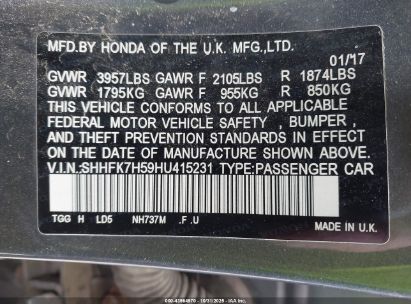 MFD.BY HONDA OF THE U.K. MFG.,LTD.
01/17
GVWR 3957LBS GAWR F 2105LBS R 1874LBS
GVWR 1795KG GAWR F 955KG R 850KG
THIS VEHICLE CONFORMS TO ALL APPLICABLE
FEDERAL MOTOR VEHICLE SAFETY , BUMPER ,
AND THEFT PREVENTION STANDARDS IN EFFECT
ON THE DATE OF MANUFACTURE SHOWN ABOVE.
V.I.N.:SHHFK7H59HU415231 TYPE:PASSENGER CAR
TGG H LD5 NH737M .F .U
MADE IN U.K.